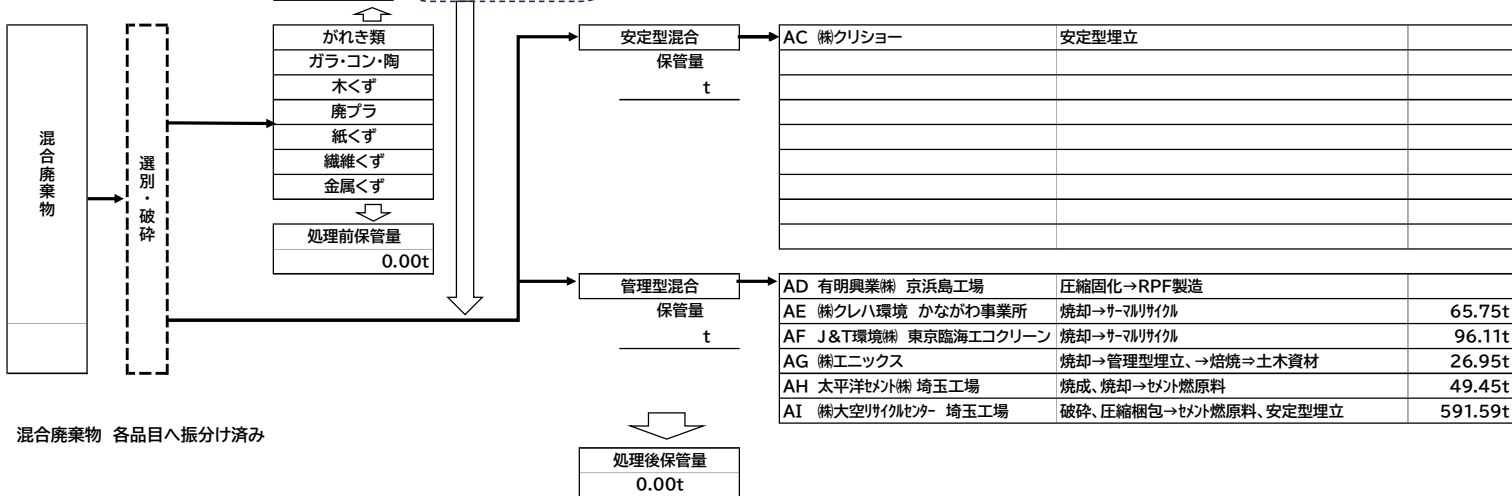 混合廃棄物
選別・破砕
がれき類
ガラ・コン・陶
木くず
廃プラ
紙くず
繊維くず
金属くず
処理前保管量
0.00t
安定型混合
保管量
t
AC ㈱クリショー 安定型埋立
管理型混合
保管量
t
AD 有明興業㈱ 京浜島工場 圧縮固化→RPF製造
AE ㈱クレハ環境 かながわ事業所 焼却→ｻｰﾏﾙﾘｻｲｸﾙ 65.75t
AF J&T環境㈱ 東京臨海エコクリーン 焼却→ｻｰﾏﾙﾘｻｲｸﾙ 96.11t
AG ㈱エニックス 焼却→管理型埋立、→焙焼⇒土木資材 26.95t
AH 太平洋ｾﾒﾝﾄ㈱ 埼玉工場 焼成、焼却→ｾﾒﾝﾄ燃原料 49.45t
AI ㈱大空ﾘｻｲｸﾙｾﾝﾀｰ 埼玉工場 破砕、圧縮梱包→ｾﾒﾝﾄ燃原料、安定型埋立 591.59t
混合廃棄物 各品目へ振分け済み
処理後保管量
0.00t